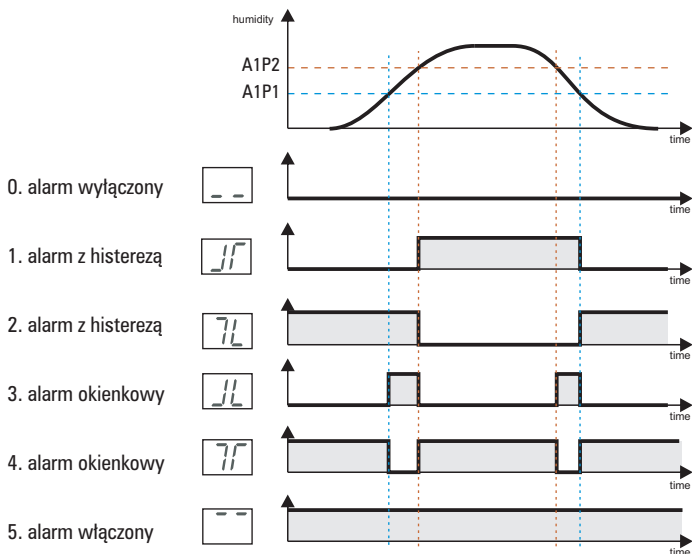 humidity
A1P2
A1P1
time
0. alarm wyłączony
time
1. alarm z histerezą
time
2. alarm z histerezą
time
3. alarm okienkowy
time
4. alarm okienkowy
time
5. alarm włączony
time